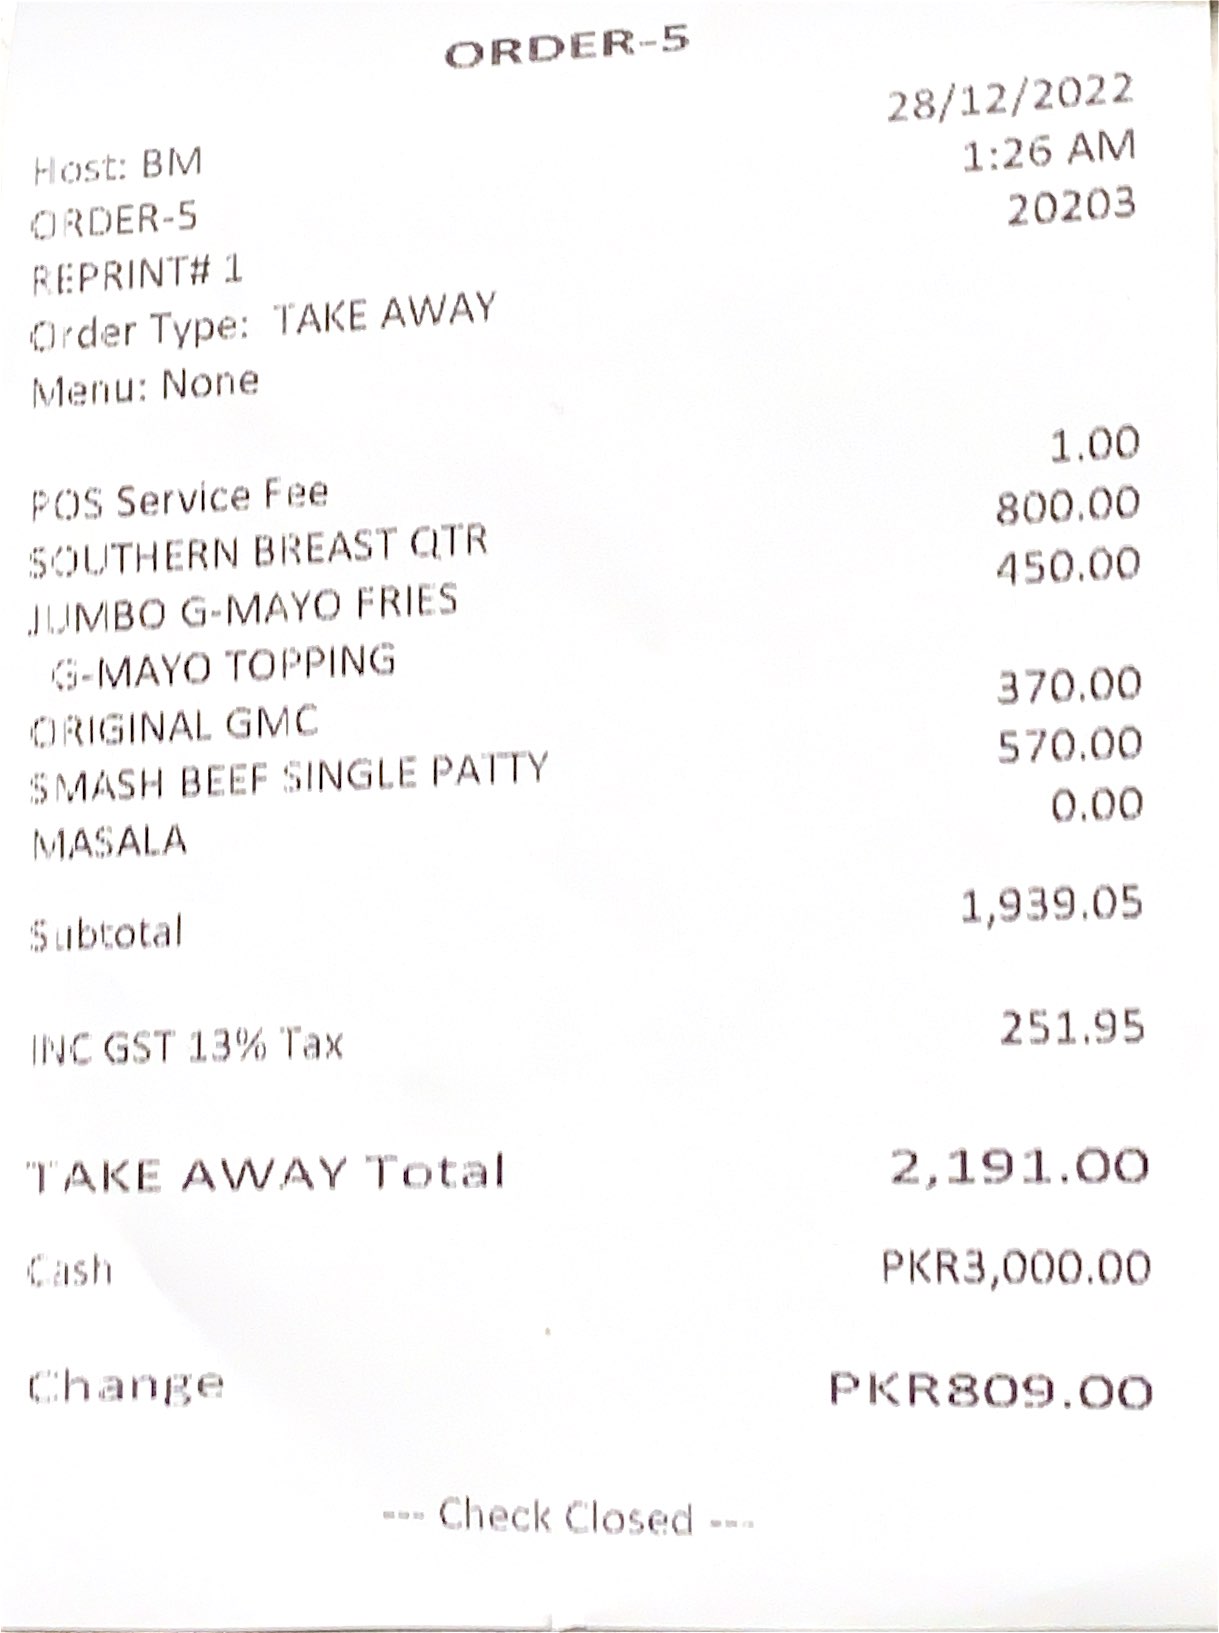 ORDER-5
28/12/2022
Host: BM 1:26 AM
ORDER-5 20203
REPRINT# 1
Order Type: TAKE AWAY
Menu: None
POS Service Fee 1.00
SOUTHERN BREAST QTR 800.00
JUMBO G-MAYO FRIES 450.00
G-MAYO TOPPING
ORIGINAL GMC 370.00
SMASH BEEF SINGLE PATTY 570.00
MASALA 0.00
Subtotal 1,939.05
INC GST 13% Tax 251.95
TAKE AWAY Total 2,191.00
Cash PKR3,000.00
Change PKR809.00
--- Check Closed ---